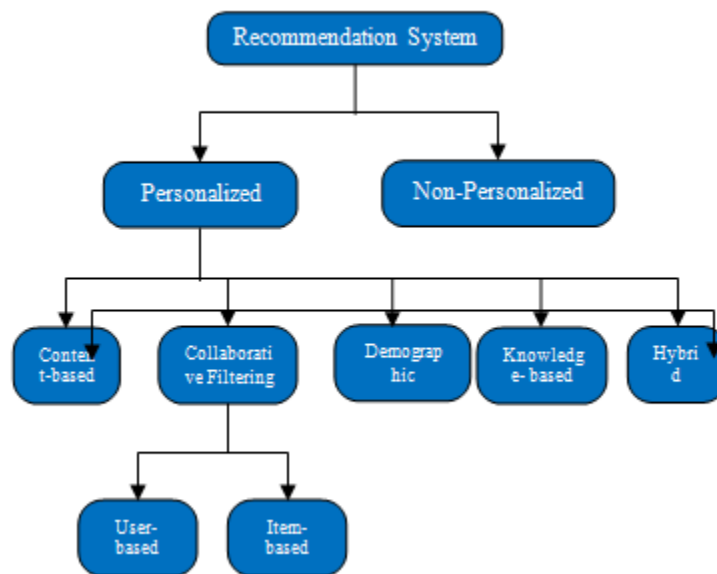 Recommendation System
Personalized
Non-Personalized
Conten
t-based
Collaborati
ve Filtering
Demograp
hic
Knowledg
e- based
Hybri
d
User-
based
Item-
based